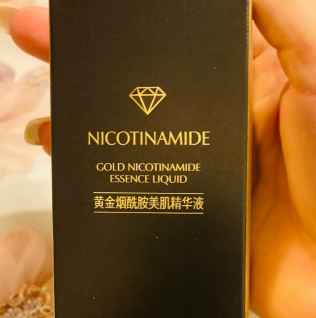 NICOTINAMIDE
GOLD NICOTINAMIDE
ESSENCE LIQUID
黄金烟酰胺美肌精华液